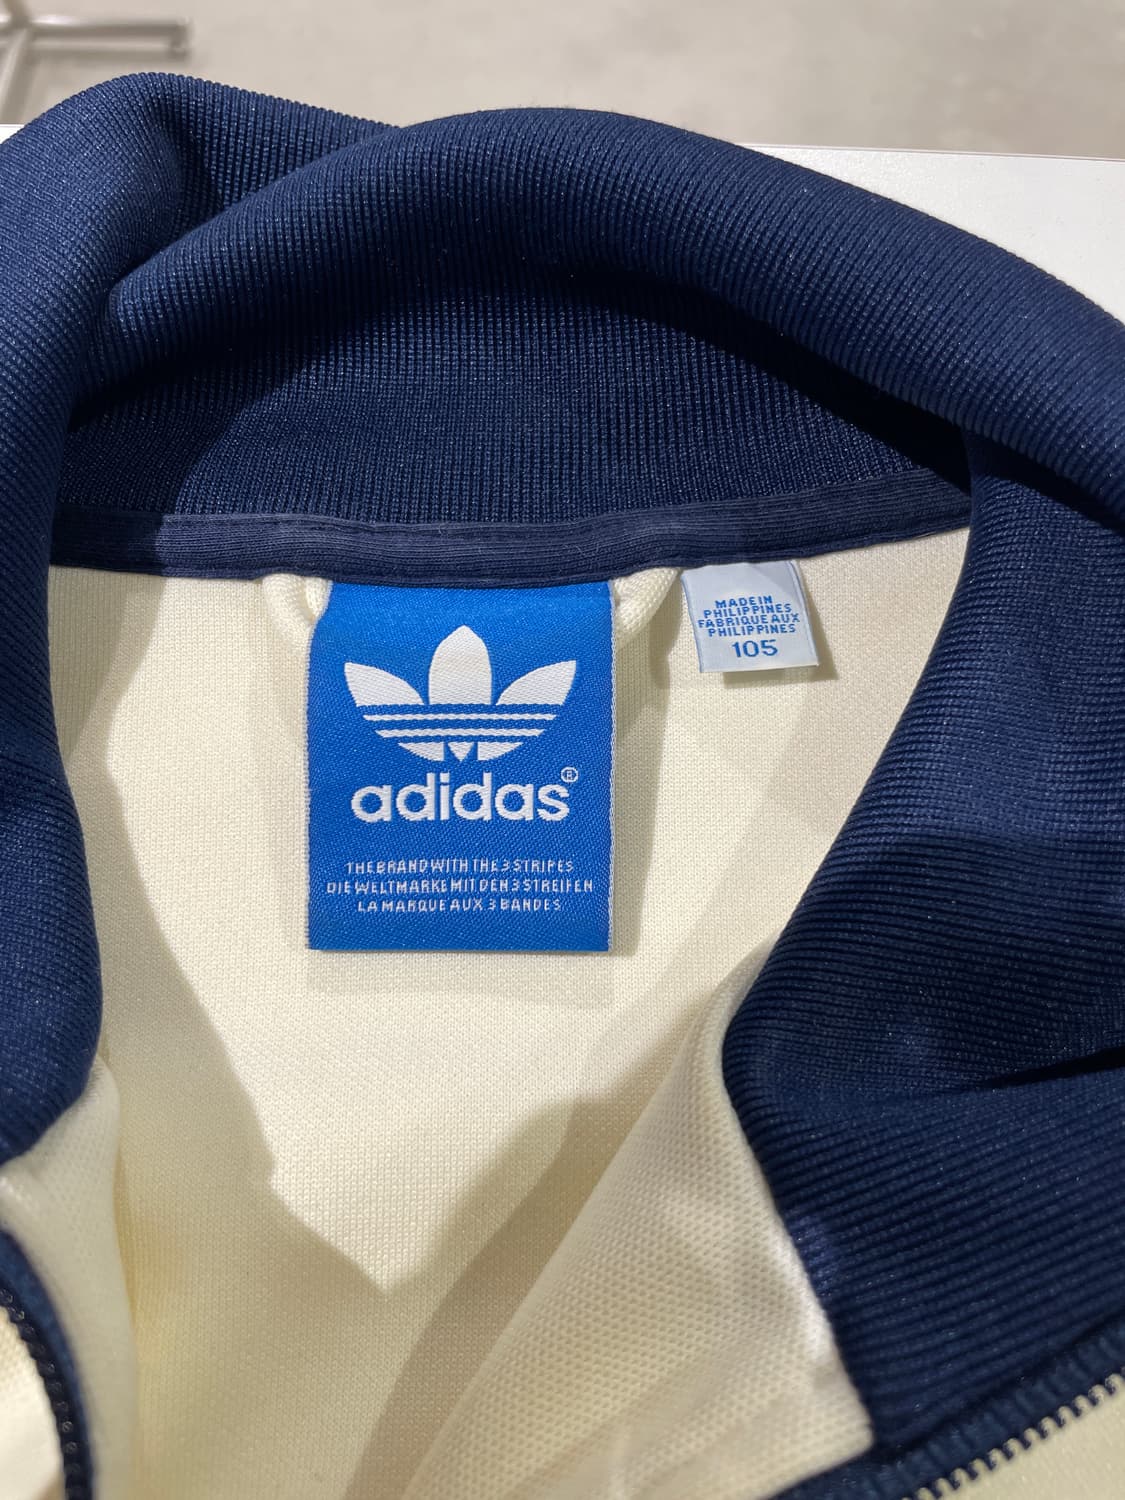 adidas®
THE BRAND WITH THE 3 STRIPES
DIE WELTMARKE MIT DEN 3 STREIFEN
LA MARQUE AUX 3 BANDES
MADE IN
PHILIPPINES
FABRIQUE AUX
PHILIPPINES
105